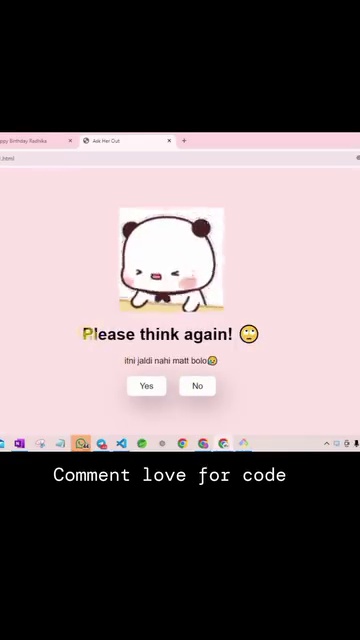 ppy Birthday Radhika
Ask Her Out
.html
Please think again! 🙄
itni jaldi nahi matt bolo🥹
Yes
No
Comment love for code